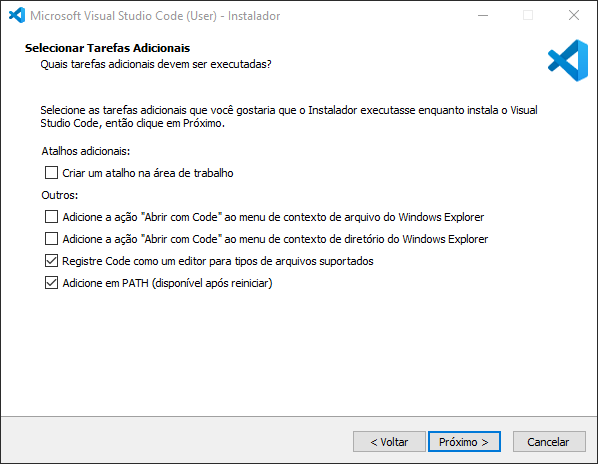 Microsoft Visual Studio Code (User) - Instalador
Selecionar Tarefas Adicionais
Quais tarefas adicionais devem ser executadas?
Selecione as tarefas adicionais que você gostaria que o Instalador executasse enquanto instala o Visual
Studio Code, então clique em Próximo.
Atalhos adicionais:
Criar um atalho na área de trabalho
Outros:
Adicione a ação "Abrir com Code" ao menu de contexto de arquivo do Windows Explorer
Adicione a ação "Abrir com Code" ao menu de contexto de diretório do Windows Explorer
Registre Code como um editor para tipos de arquivos suportados
Adicione em PATH (disponível após reiniciar)
< Voltar
Próximo >
Cancelar